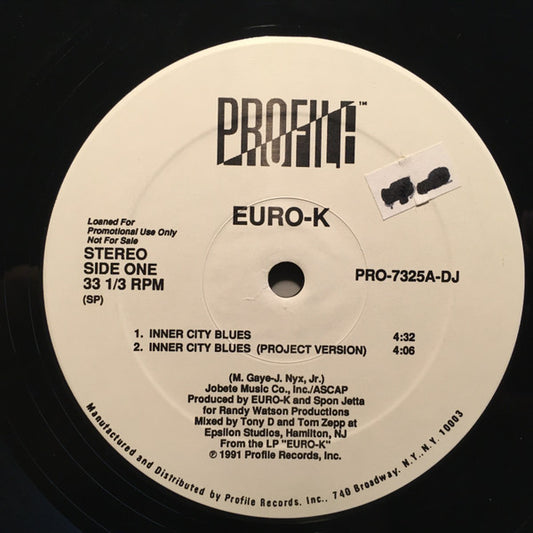 PROFILE™
EURO-K
Loaned For
Promotional Use Only
Not For Sale
STEREO
SIDE ONE
33 1/3 RPM
(SP)
PRO-7325A-DJ
1. INNER CITY BLUES 4:32
2. INNER CITY BLUES (PROJECT VERSION) 4:06
(M. Gaye-J. Nyx, Jr.)
Jobete Music Co., Inc./ASCAP
Produced by EURO-K and Spon Jetta
for Randy Watson Productions
Mixed by Tony D and Tom Zepp at
Epsilon Studios, Hamilton, NJ
From the LP "EURO-K"
℗ 1991 Profile Records, Inc.
Manufactured and Distributed by Profile Records, Inc., 740 Broadway, N.Y., N.Y. 10003